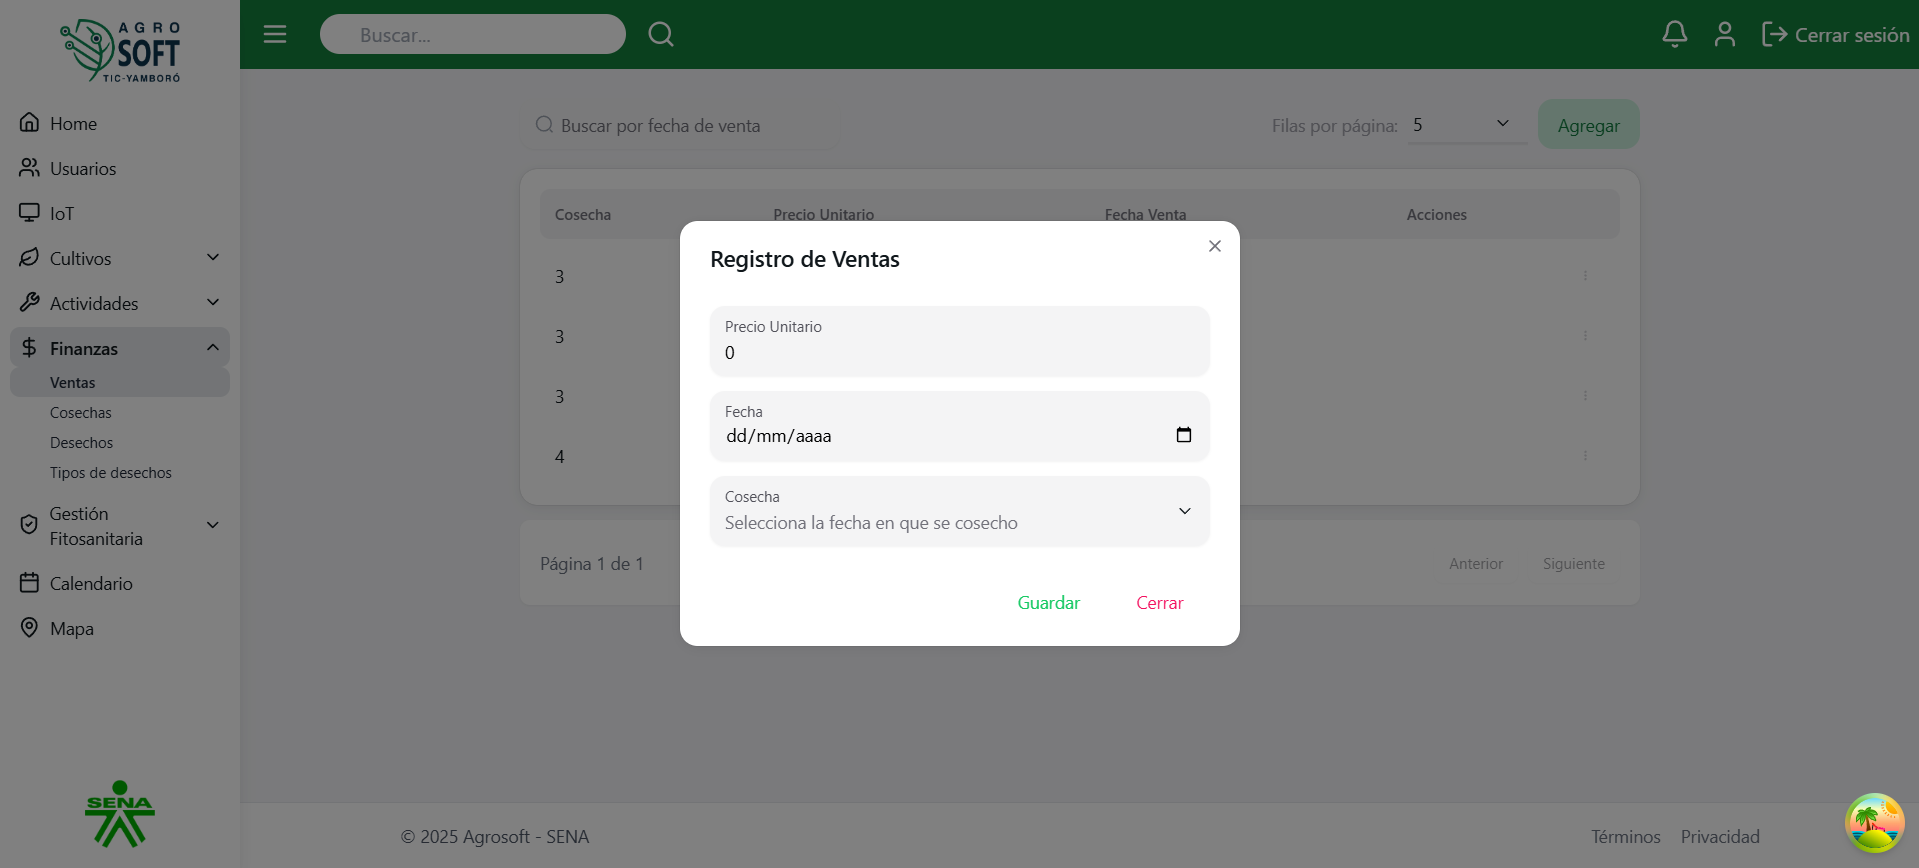 AGRO
SOFT
TIC-YAMBORÓ
Buscar...
Cerrar sesión
Home
Usuarios
IoT
Cultivos
Actividades
Finanzas
Ventas
Cosechas
Desechos
Tipos de desechos
Gestión
Fitosanitaria
Calendario
Mapa
SENA
Buscar por fecha de venta
Filas por página: 5
Agregar
Cosecha Precio Unitario Fecha Venta Acciones
3
3
3
4
Página 1 de 1
Anterior Siguiente
Registro de Ventas
Precio Unitario
0
Fecha
dd/mm/aaaa
Cosecha
Selecciona la fecha en que se cosecho
Guardar Cerrar
© 2025 Agrosoft - SENA
Términos Privacidad